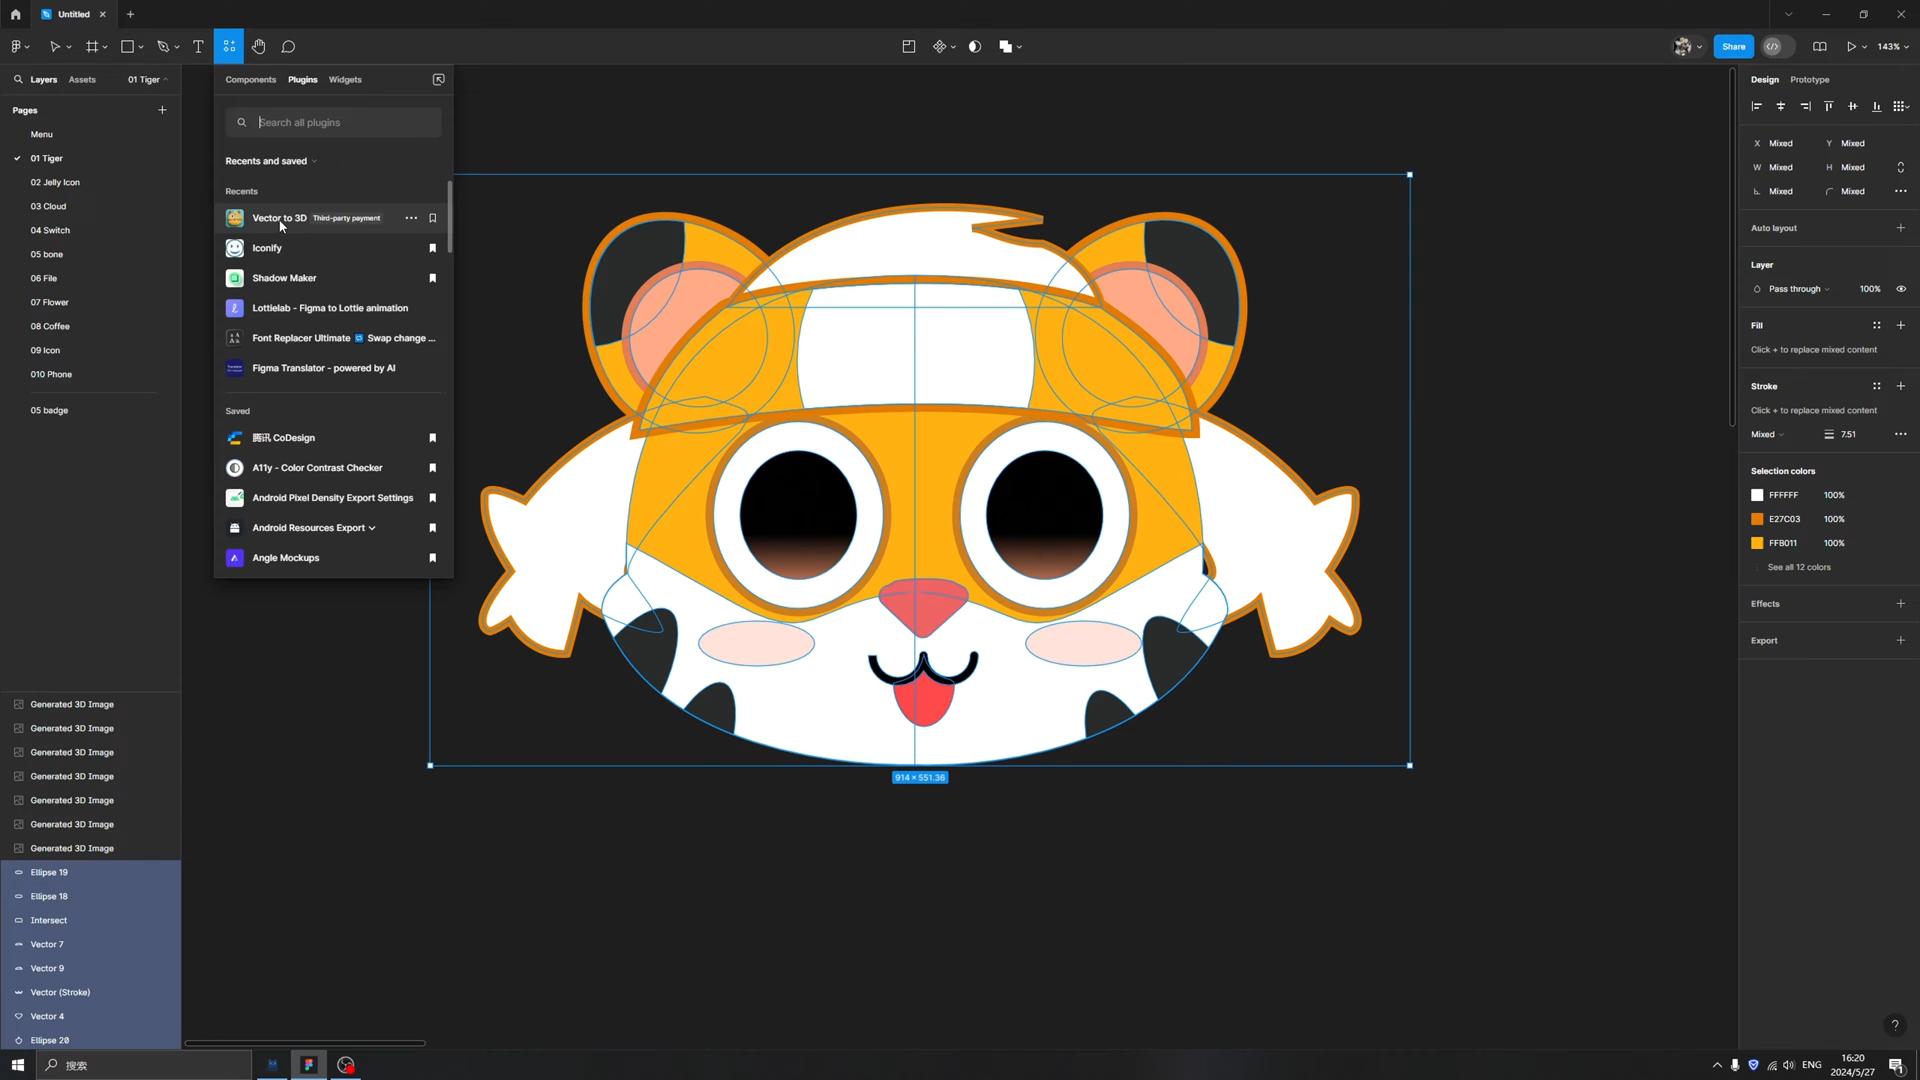 Untitled
Share
143%
Layers
Assets
01 Tiger
Pages
Menu
01 Tiger
02 Jelly Icon
03 Cloud
04 Switch
05 bone
06 File
07 Flower
08 Coffee
09 Icon
010 Phone
05 badge
Generated 3D Image
Generated 3D Image
Generated 3D Image
Generated 3D Image
Generated 3D Image
Generated 3D Image
Generated 3D Image
Ellipse 19
Ellipse 18
Intersect
Vector 7
Vector 9
Vector (Stroke)
Vector 4
Ellipse 20
Components
Plugins
Widgets
Search all plugins
Recents and saved
Recents
Vector to 3D
Third-party payment
Iconify
Shadow Maker
Lottielab - Figma to Lottie animation
Font Replacer Ultimate Swap change ...
Figma Translator - powered by AI
Saved
腾讯 CoDesign
A11y - Color Contrast Checker
Android Pixel Density Export Settings
Android Resources Export
Angle Mockups
914 × 551.36
Design
Prototype
X Mixed Y Mixed
W Mixed H Mixed
Mixed Mixed
Auto layout
Layer
Pass through 100%
Fill
Click + to replace mixed content
Stroke
Click + to replace mixed content
Mixed 7.51
Selection colors
FFFFFF 100%
E27C03 100%
FFB011 100%
See all 12 colors
Effects
Export
?
搜索
ENG
16:20
2024/5/27